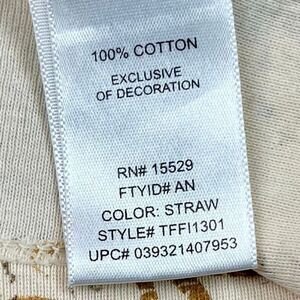 100% COTTON
EXCLUSIVE
OF DECORATION
RN# 15529
FTYID# AN
COLOR: STRAW
STYLE# TFFI1301
UPC# 039321407953